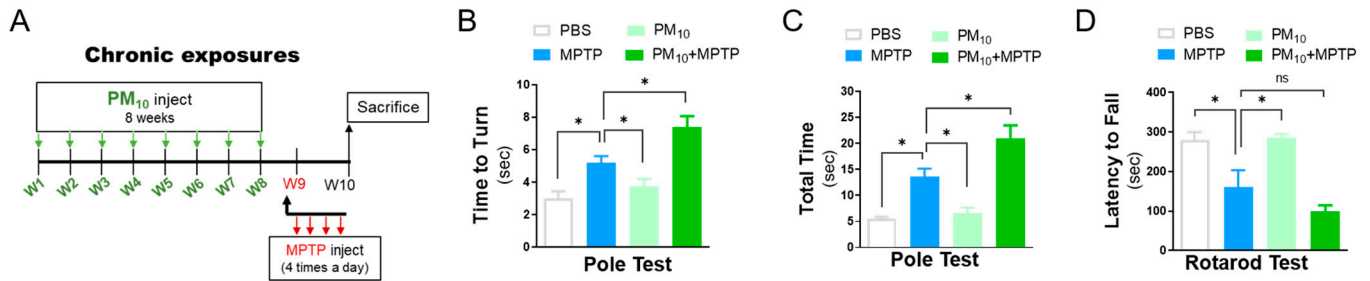 A
Chronic exposures
PM10 inject
8 weeks
Sacrifice
W1
W2
W3
W4
W5
W6
W7
W8
W9
W10
MPTP inject
(4 times a day)
B
PBS
PM10
MPTP
PM10+MPTP
Time to Turn
(sec)
10
8
6
4
2
0
*
*
*
Pole Test
C
PBS
PM10
MPTP
PM10+MPTP
Total Time
(sec)
30
25
20
15
10
5
0
*
*
*
Pole Test
D
PBS
PM10
MPTP
PM10+MPTP
Latency to Fall
(sec)
400
300
200
100
0
ns
*
*
Rotarod Test